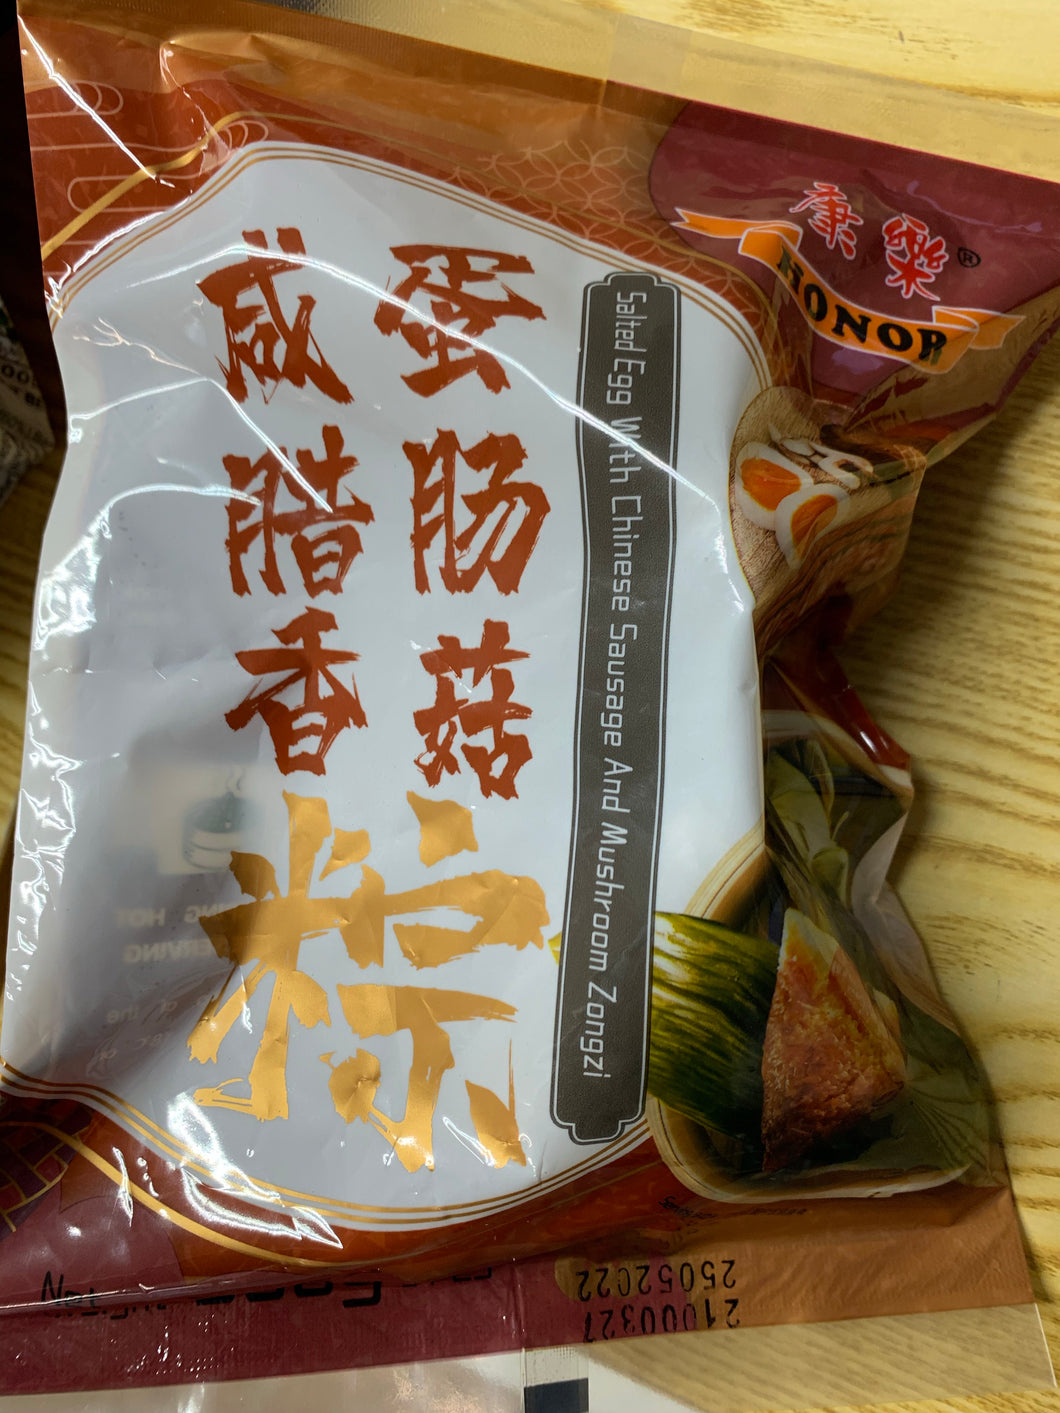 康樂®
HONOR
咸蛋
腊肠
香菇
粽
Salted Egg With Chinese Sausage And Mushroom Zongzi
25052022
21000327